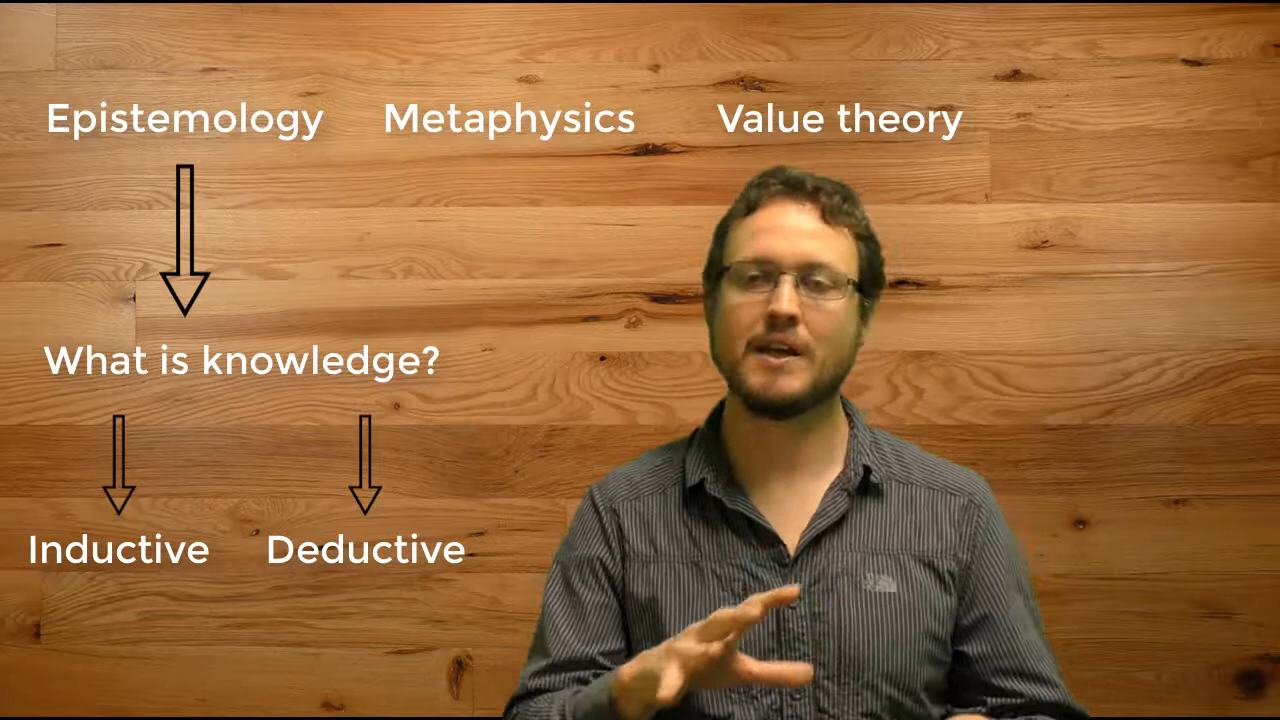 Epistemology Metaphysics Value theory
What is knowledge?
Inductive Deductive